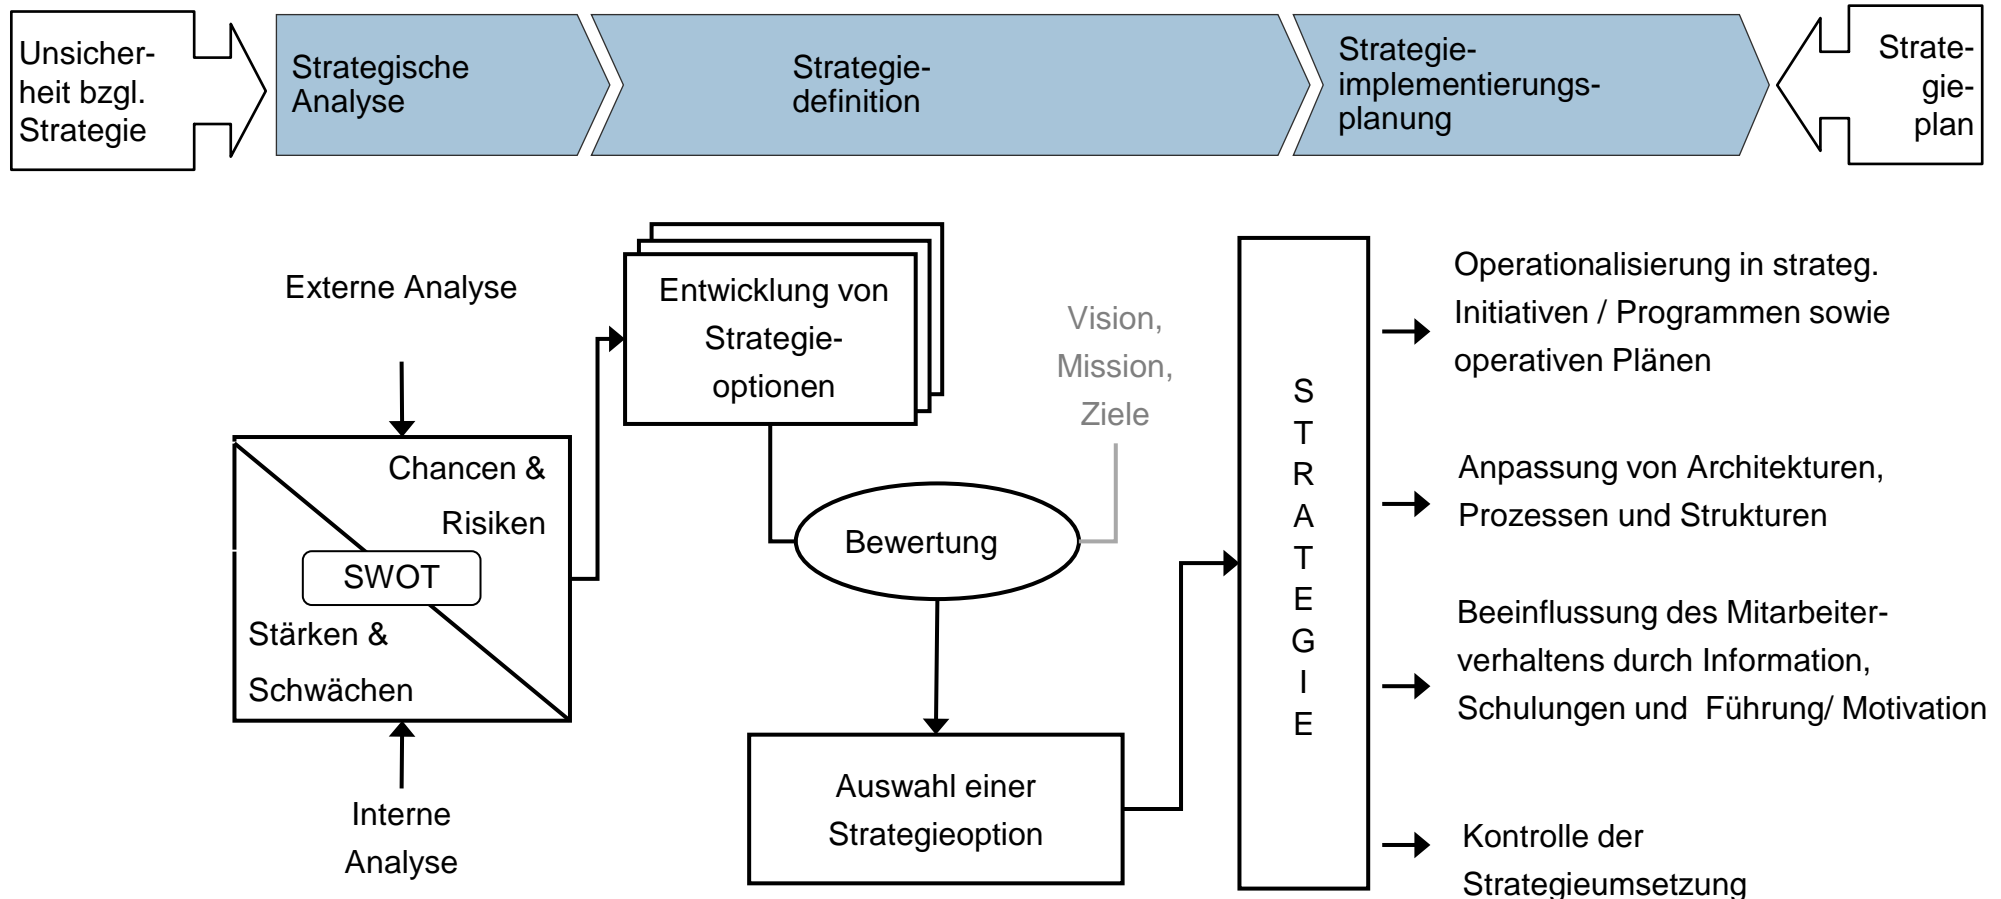 Unsicher-
heit bzgl.
Strategie
Strategische
Analyse
Strategie-
definition
Strategie-
implementierungs-
planung
Strate-
gie-
plan
Externe Analyse
Chancen &
Risiken
SWOT
Stärken &
Schwächen
Interne
Analyse
Entwicklung von
Strategie-
optionen
Vision,
Mission,
Ziele
Bewertung
Auswahl einer
Strategieoption
S
T
R
A
T
E
G
I
E
Operationalisierung in strateg.
Initiativen / Programmen sowie
operativen Plänen
Anpassung von Architekturen,
Prozessen und Strukturen
Beeinflussung des Mitarbeiter-
verhaltens durch Information,
Schulungen und  Führung/ Motivation
Kontrolle der
Strategieumsetzung